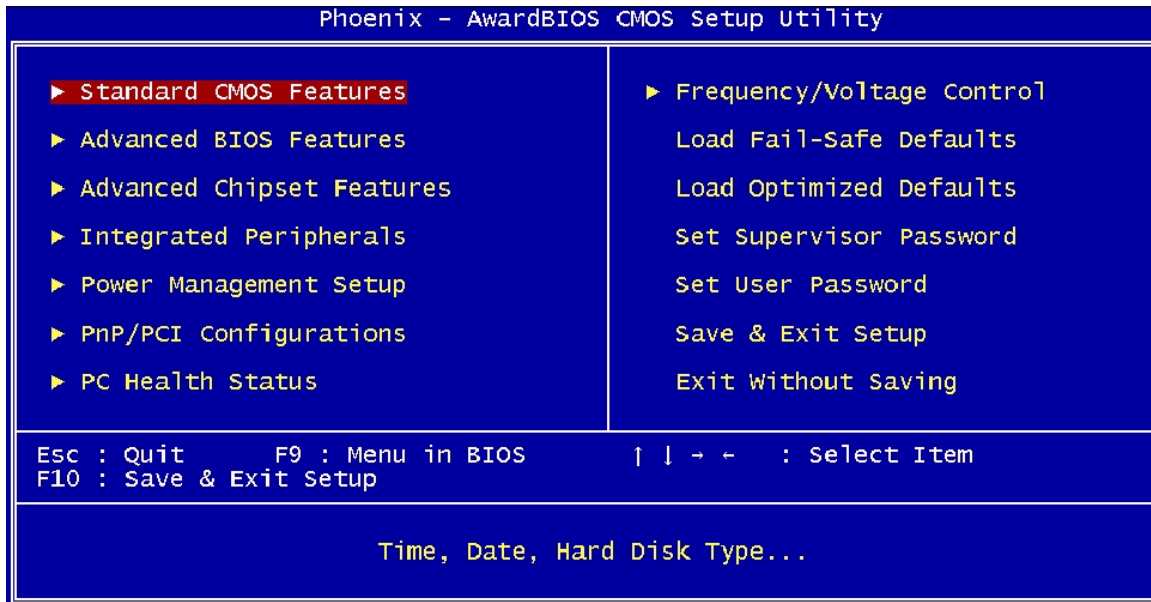 Phoenix – AwardBIOS CMOS Setup Utility
► Standard CMOS Features
► Advanced BIOS Features
► Advanced Chipset Features
► Integrated Peripherals
► Power Management Setup
► PnP/PCI Configurations
► PC Health Status
► Frequency/Voltage Control
Load Fail-Safe Defaults
Load Optimized Defaults
Set Supervisor Password
Set User Password
Save & Exit Setup
Exit Without Saving
Esc : Quit F9 : Menu in BIOS ↑ ↓ → ← : Select Item
F10 : Save & Exit Setup
Time, Date, Hard Disk Type...